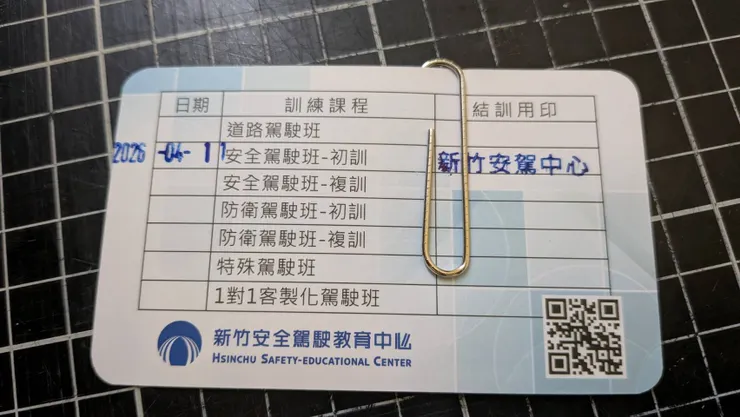 日期 訓練課程 結訓用印
道路駕駛班
2026 -04- 11 安全駕駛班-初訓 新竹安駕中心
安全駕駛班-複訓
防衛駕駛班-初訓
防衛駕駛班-複訓
特殊駕駛班
1對1客製化駕駛班
新竹安全駕駛教育中心
HSINCHU SAFETY-EDUCATIONAL CENTER